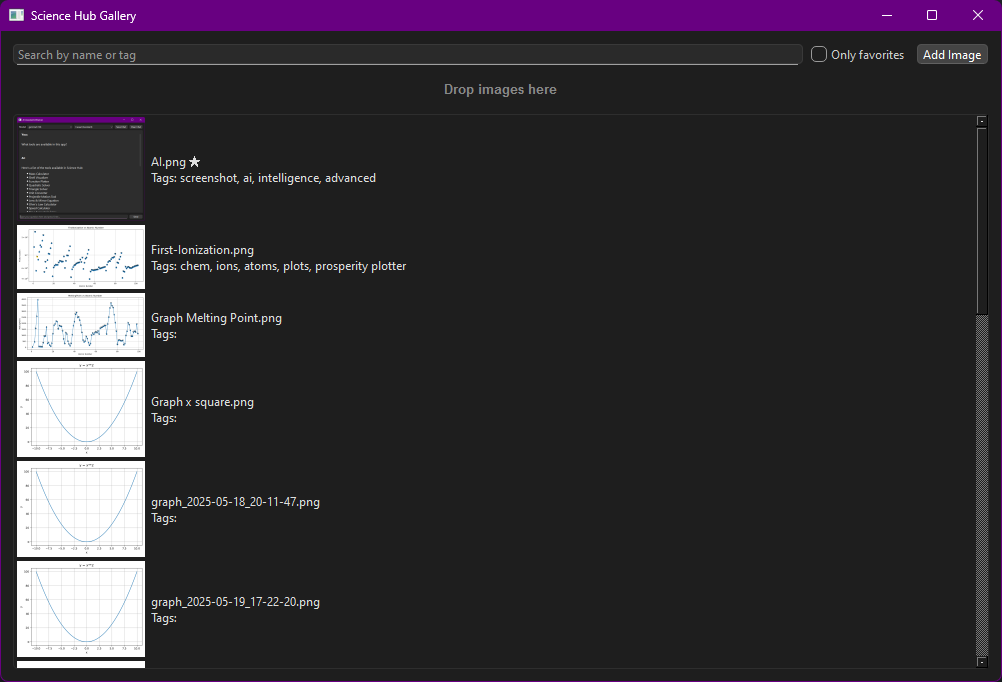 Science Hub Gallery
Search by name or tag
Only favorites
Add Image
Drop images here
AI.png ★
Tags: screenshot, ai, intelligence, advanced
First-Ionization.png
Tags: chem, ions, atoms, plots, prosperity plotter
Graph Melting Point.png
Tags:
Graph x square.png
Tags:
graph_2025-05-18_20-11-47.png
Tags:
graph_2025-05-19_17-22-20.png
Tags: